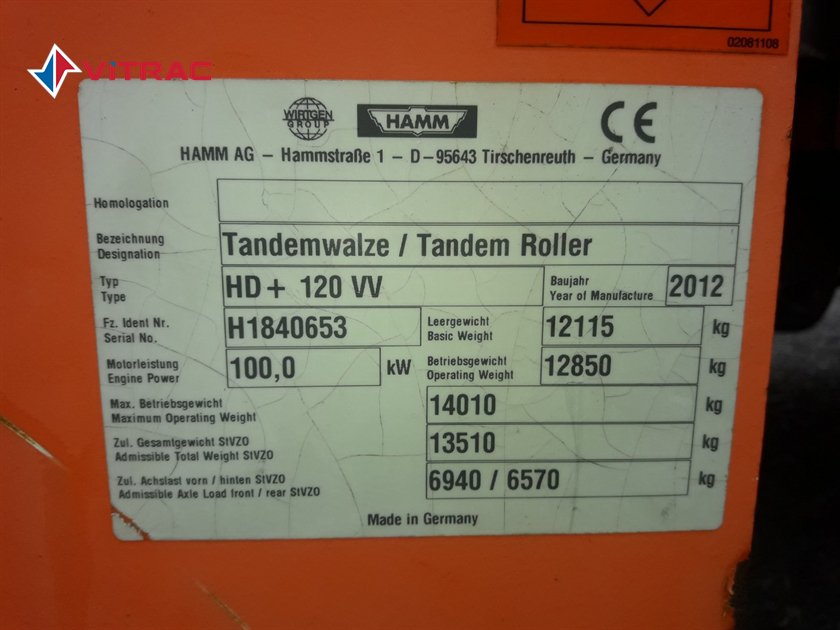 02081108
ViTRAC
WIRTGEN
GROUP
HAMM
CE
HAMM AG – Hammstraße 1 – D–95643 Tirschenreuth – Germany
Homologation
Bezeichnung
Designation
Tandemwalze / Tandem Roller
Typ
Type
HD+ 120 VV
Baujahr
Year of Manufacture
2012
Fz. Ident Nr.
Serial No.
H1840653
Leergewicht
Basic Weight
12115
kg
Motorleistung
Engine Power
100,0
kW
Betriebsgewicht
Operating Weight
12850
kg
Max. Betriebsgewicht
Maximum Operating Weight
14010
kg
Zul. Gesamtgewicht StVZO
Admissible Total Weight StVZO
13510
kg
Zul. Achslast vorn / hinten StVZO
Admissible Axle Load front / rear StVZO
6940 / 6570
kg
Made in Germany